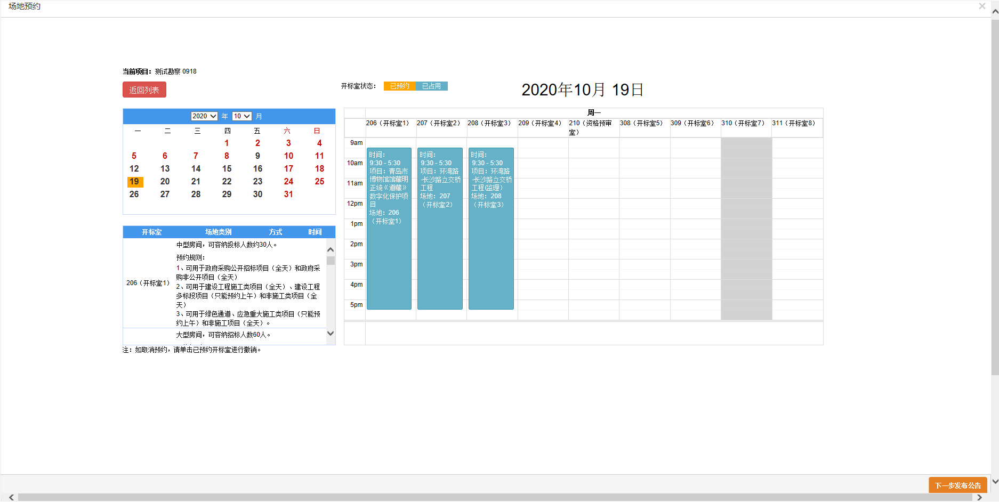 场地预约
当前项目：测试勘察 0918
返回列表
开标室状态：
已预约
已占用
2020年10月 19日
2020 年 10 月
一 二 三 四 五 六 日
1 2 3 4
5 6 7 8 9 10 11
12 13 14 15 16 17 18
19 20 21 22 23 24 25
26 27 28 29 30 31
开标室 场地类别 方式 时间
206（开标室1）
中型房间，可容纳投标人数约30人。
预约规则：
1、可用于政府采购公开招标项目（全天）和政府采
购非公开项目（全天）
2、可用于建设工程施工类项目（全天）、建设工程
多标段项目（只能预约上午）和非施工类项目（全
天）
3、可用于绿色通道、应急重大施工类项目（只能预
约上午）和非施工项目（全天）。
大型房间，可容纳招标人数60人。
注：如取消预约，请单击已预约开标室进行撤销。
周一
206（开标室1） 207（开标室2） 208（开标室3） 209（开标室4） 210（资格预审 308（开标室5） 309（开标室6） 310（开标室7） 311（开标室8）
室）
9am
10am
11am
12pm
1pm
2pm
3pm
4pm
5pm
时间：
9:30 - 5:30
项目：青岛市
博物馆馆藏明
正统《道藏》
数字化保护项
目
场地：206
（开标室1）
时间：
9:30 - 5:30
项目：环湾路
-长沙路立交桥
工程
场地：207
（开标室2）
时间：
9:30 - 5:30
项目：环湾路
-长沙路立交桥
工程(监理）
场地：208
（开标室3）
下一步发布公告